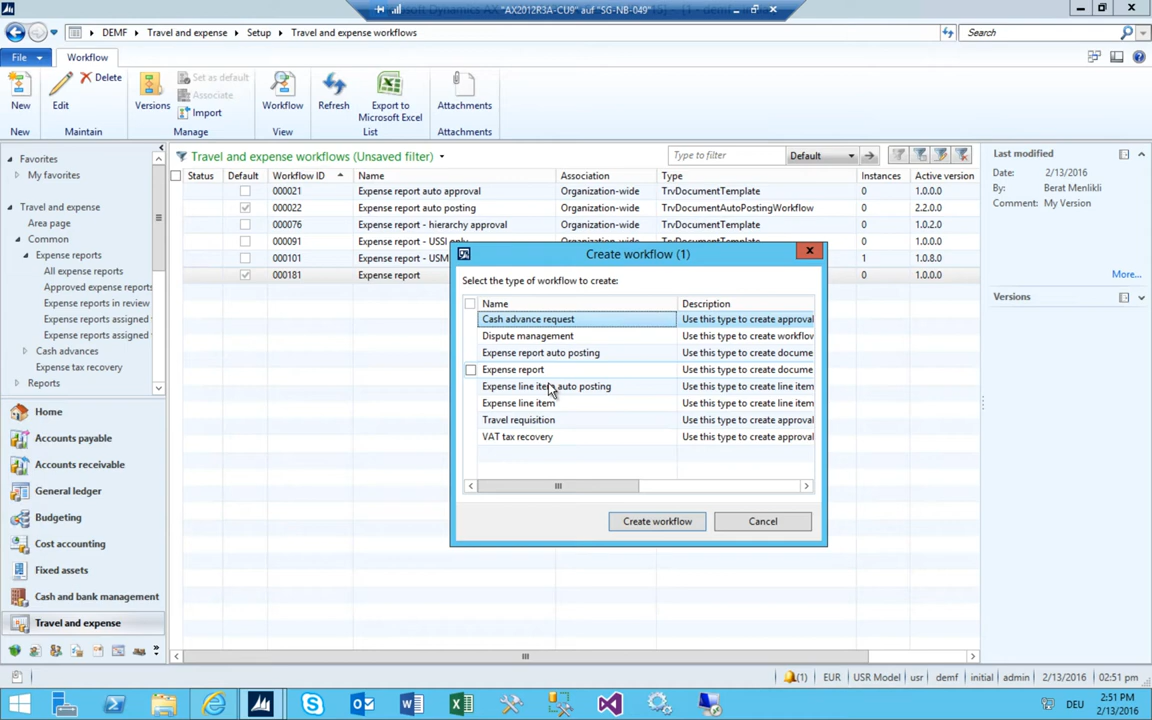 "AX2012R3A-CU9" auf "SG-NB-049"
DEMF Travel and expense Setup Travel and expense workflows
Search
File Workflow
New Edit Delete Versions Set as default Associate Import Workflow Refresh Export to Microsoft Excel Attachments
New Maintain Manage View List Attachments
Favorites
My favorites
Travel and expense
Area page
Common
Expense reports
All expense reports
Approved expense reports
Expense reports in review
Expense reports assigned
Expense reports assigned
Cash advances
Expense tax recovery
Reports
Home
Accounts payable
Accounts receivable
General ledger
Budgeting
Cost accounting
Fixed assets
Cash and bank management
Travel and expense
Travel and expense workflows (Unsaved filter)
Type to filter Default
Status Default Workflow ID Name Association Type Instances Active version
000021 Expense report auto approval Organization-wide TrvDocumentTemplate 0 1.0.0.0
000022 Expense report auto posting Organization-wide TrvDocumentAutoPostingWorkflow 0 2.2.0.0
000076 Expense report - hierarchy approval Organization-wide TrvDocumentTemplate 0 1.0.2.0
000091 Expense report - USSI only Organization-wide TrvDocumentTemplate 0 1.0.0.0
000101 Expense report - USM 1 1.0.8.0
000181 Expense report 0 1.0.0.0
Create workflow (1)
Select the type of workflow to create:
Name Description
Cash advance request Use this type to create approval
Dispute management Use this type to create workflow
Expense report auto posting Use this type to create docume
Expense report Use this type to create docume
Expense line item auto posting Use this type to create line item
Expense line item Use this type to create line item
Travel requisition Use this type to create approval
VAT tax recovery Use this type to create approval
Create workflow Cancel
Last modified
Date: 2/13/2016
By: Berat Menlikli
Comment: My Version
More...
Versions
(1) EUR USR Model usr demf initial admin 2/13/2016 02:51 pm
DEU 2:51 PM
2/13/2016